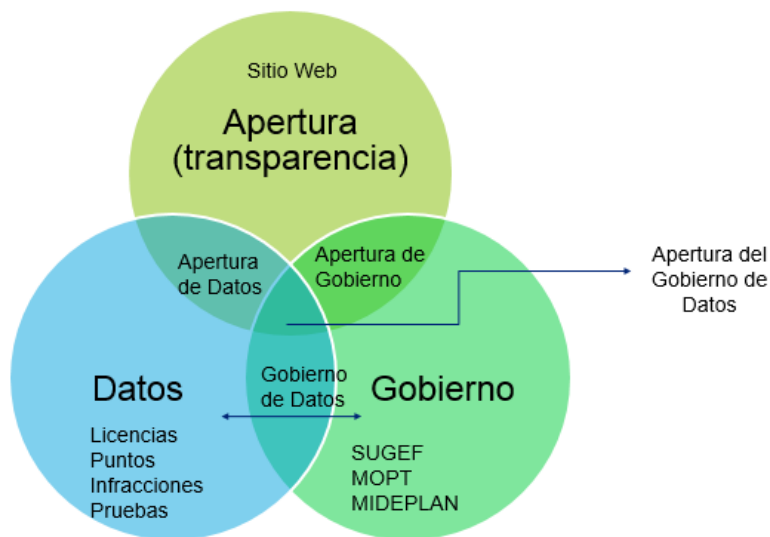 Sitio Web
Apertura
(transparencia)
Apertura
de Datos
Apertura de
Gobierno
Apertura del
Gobierno de
Datos
Datos
Gobierno
de Datos
Gobierno
Licencias
Puntos
Infracciones
Pruebas
SUGEF
MOPT
MIDEPLAN